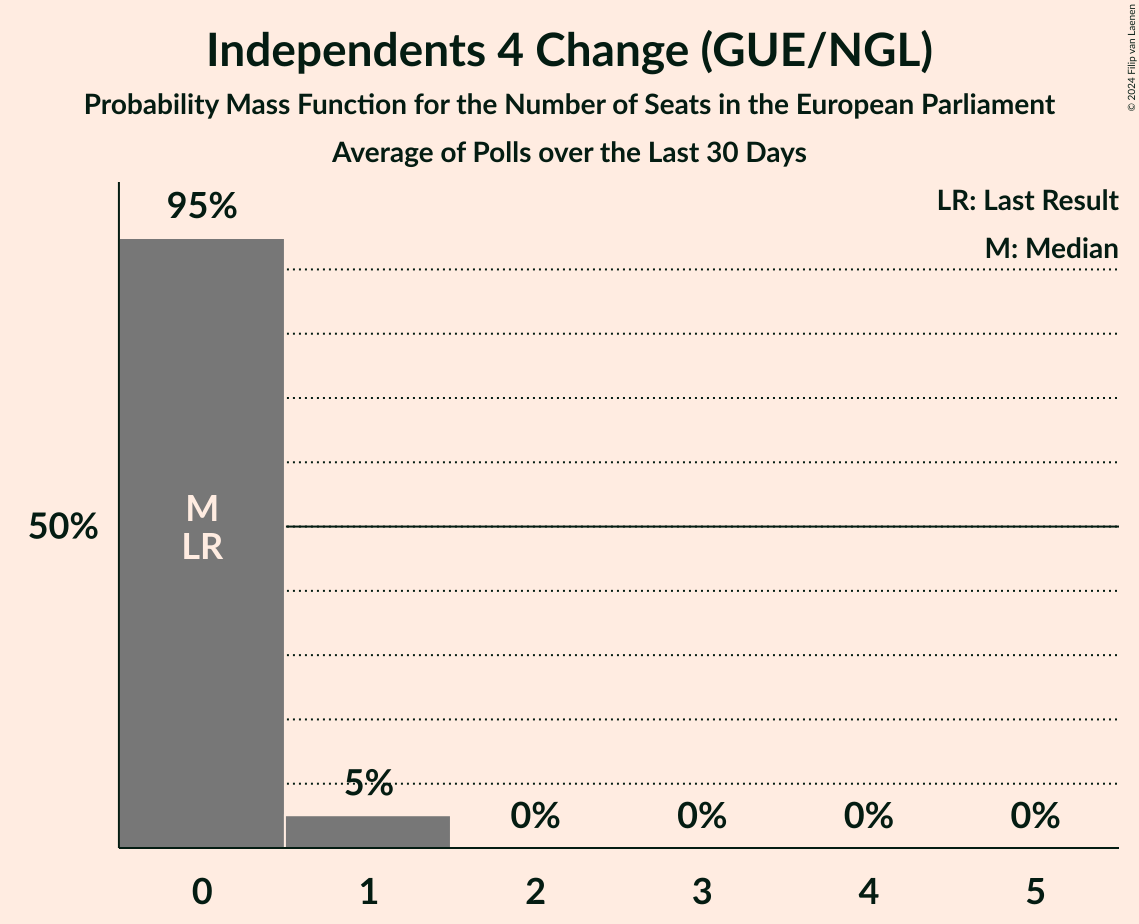 Independents 4 Change (GUE/NGL)
Probability Mass Function for the Number of Seats in the European Parliament
Average of Polls over the Last 30 Days
© 2024 Filip van Laenen
LR: Last Result
M: Median
95%
50%
M
LR
5%
0%
0%
0%
0%
0
1
2
3
4
5